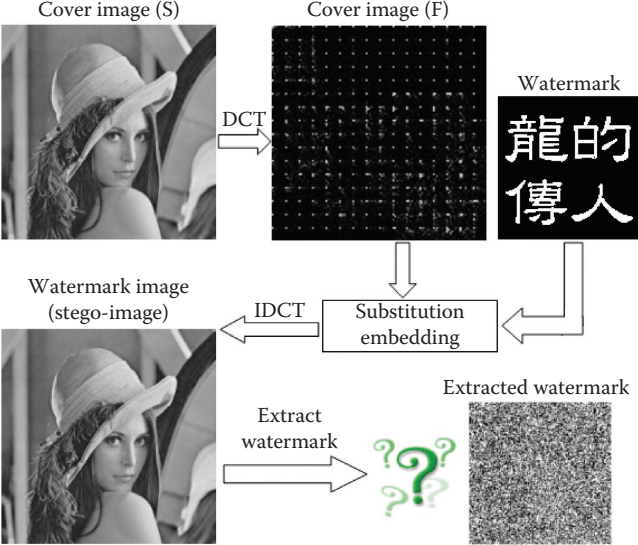 Cover image (S)
Cover image (F)
DCT
Watermark
龍的
傳人
Watermark image
(stego-image)
IDCT
Substitution
embedding
Extract
watermark
Extracted watermark
?
?
?
?
?